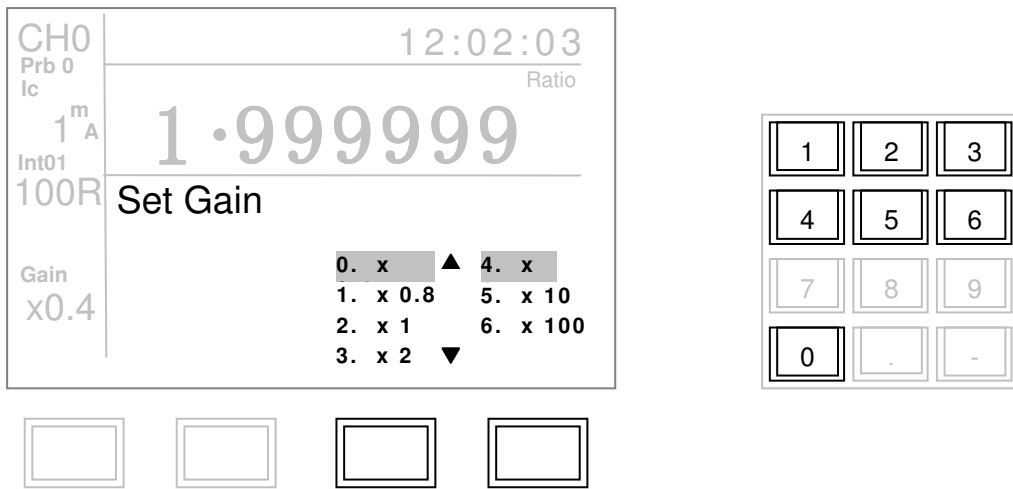 CH0
Prb 0
Ic
1 m A
Int01
100R
Gain
x0.4
12:02:03
Ratio
1·999999
Set Gain
0. x
1. x 0.8
2. x 1
3. x 2
▲
▼
4. x
5. x 10
6. x 100
1 2 3
4 5 6
7 8 9
0 . -